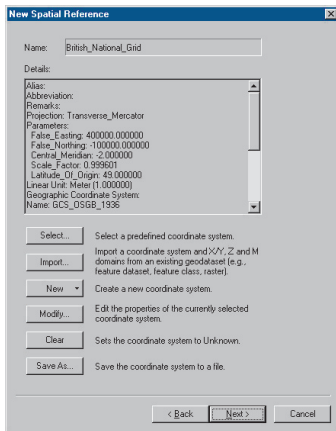 New Spatial Reference
Name: British_National_Grid
Details:
Alias:
Abbreviation:
Remarks:
Projection: Transverse_Mercator
Parameters:
False_Easting: 400000.000000
False_Northing: -100000.000000
Central_Meridian: -2.000000
Scale_Factor: 0.999601
Latitude_Of_Origin: 49.000000
Linear Unit: Meter (1.000000)
Geographic Coordinate System:
Name: GCS_OSGB_1936
Select... Select a predefined coordinate system.
Import... Import a coordinate system and X/Y, Z and M
domains from an existing geodataset (e.g.,
feature dataset, feature class, raster).
New Create a new coordinate system.
Modify... Edit the properties of the currently selected
coordinate system.
Clear Sets the coordinate system to Unknown.
Save As... Save the coordinate system to a file.
< Back Next > Cancel